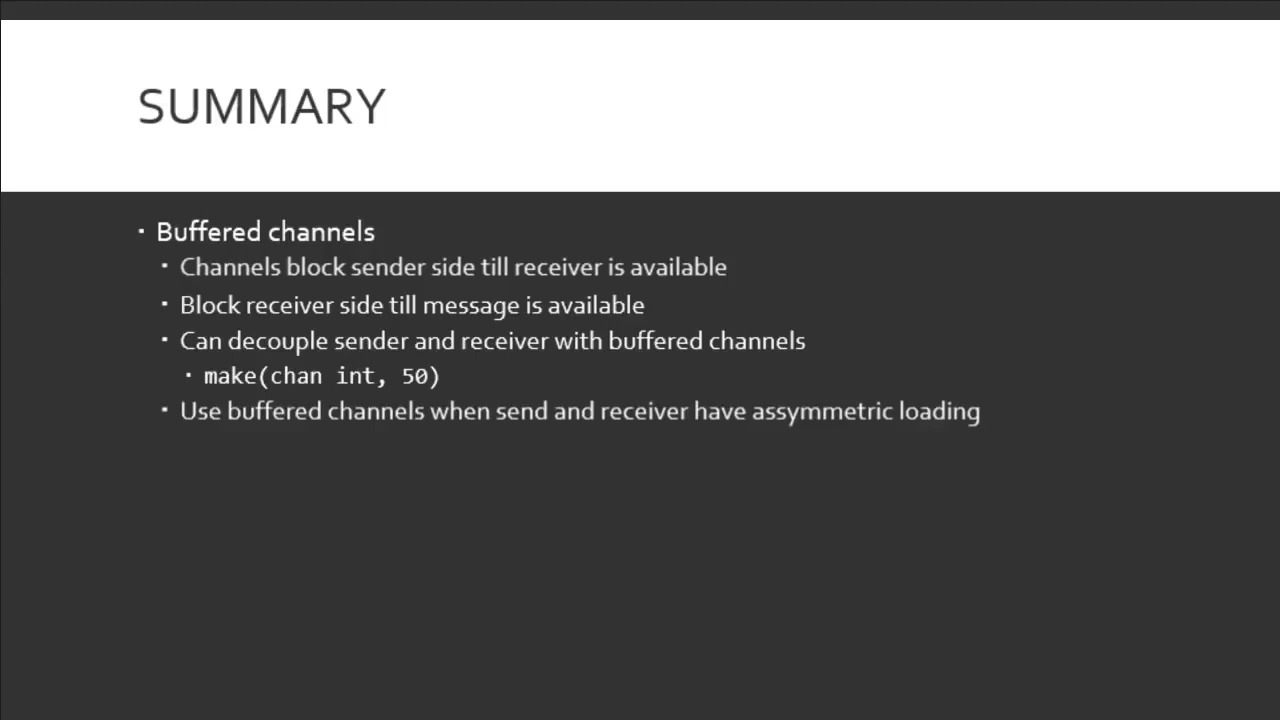 SUMMARY
▪ Buffered channels
▪ Channels block sender side till receiver is available
▪ Block receiver side till message is available
▪ Can decouple sender and receiver with buffered channels
▪ make(chan int, 50)
▪ Use buffered channels when send and receiver have assymmetric loading